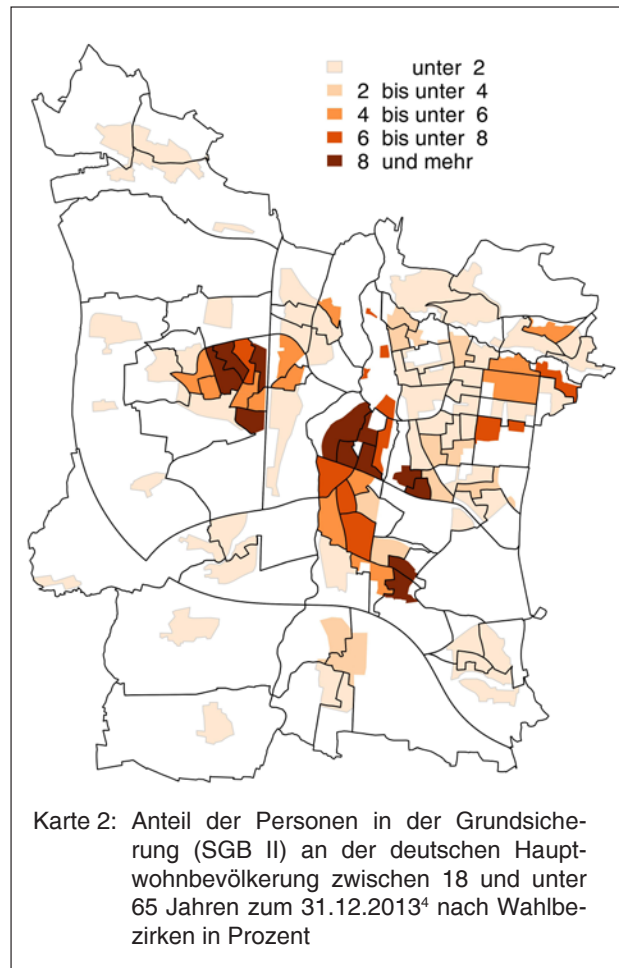 unter 2
2 bis unter 4
4 bis unter 6
6 bis unter 8
8 und mehr
Karte 2: Anteil der Personen in der Grundsiche-
rung (SGB II) an der deutschen Haupt-
wohnbevölkerung zwischen 18 und unter
65 Jahren zum 31.12.2013⁴ nach Wahlbe-
zirken in Prozent